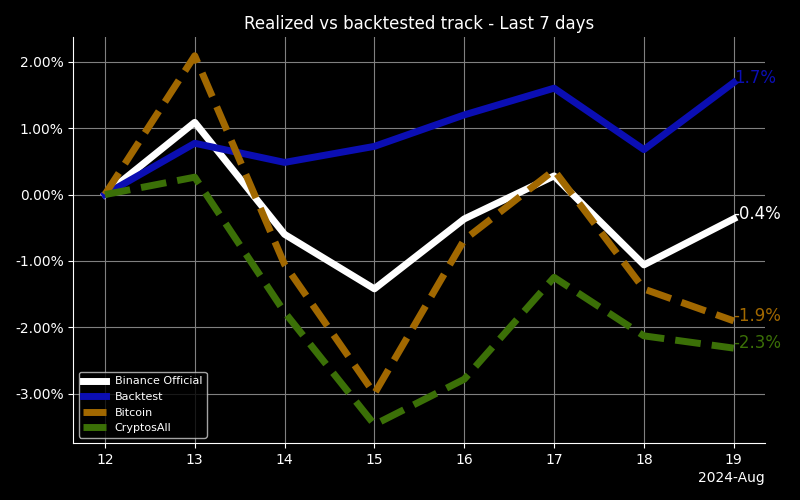 Realized vs backtested track - Last 7 days
2.00%
1.00%
0.00%
-1.00%
-2.00%
-3.00%
1.7%
-0.4%
-1.9%
-2.3%
Binance Official
Backtest
Bitcoin
CryptosAll
12 13 14 15 16 17 18 19
2024-Aug